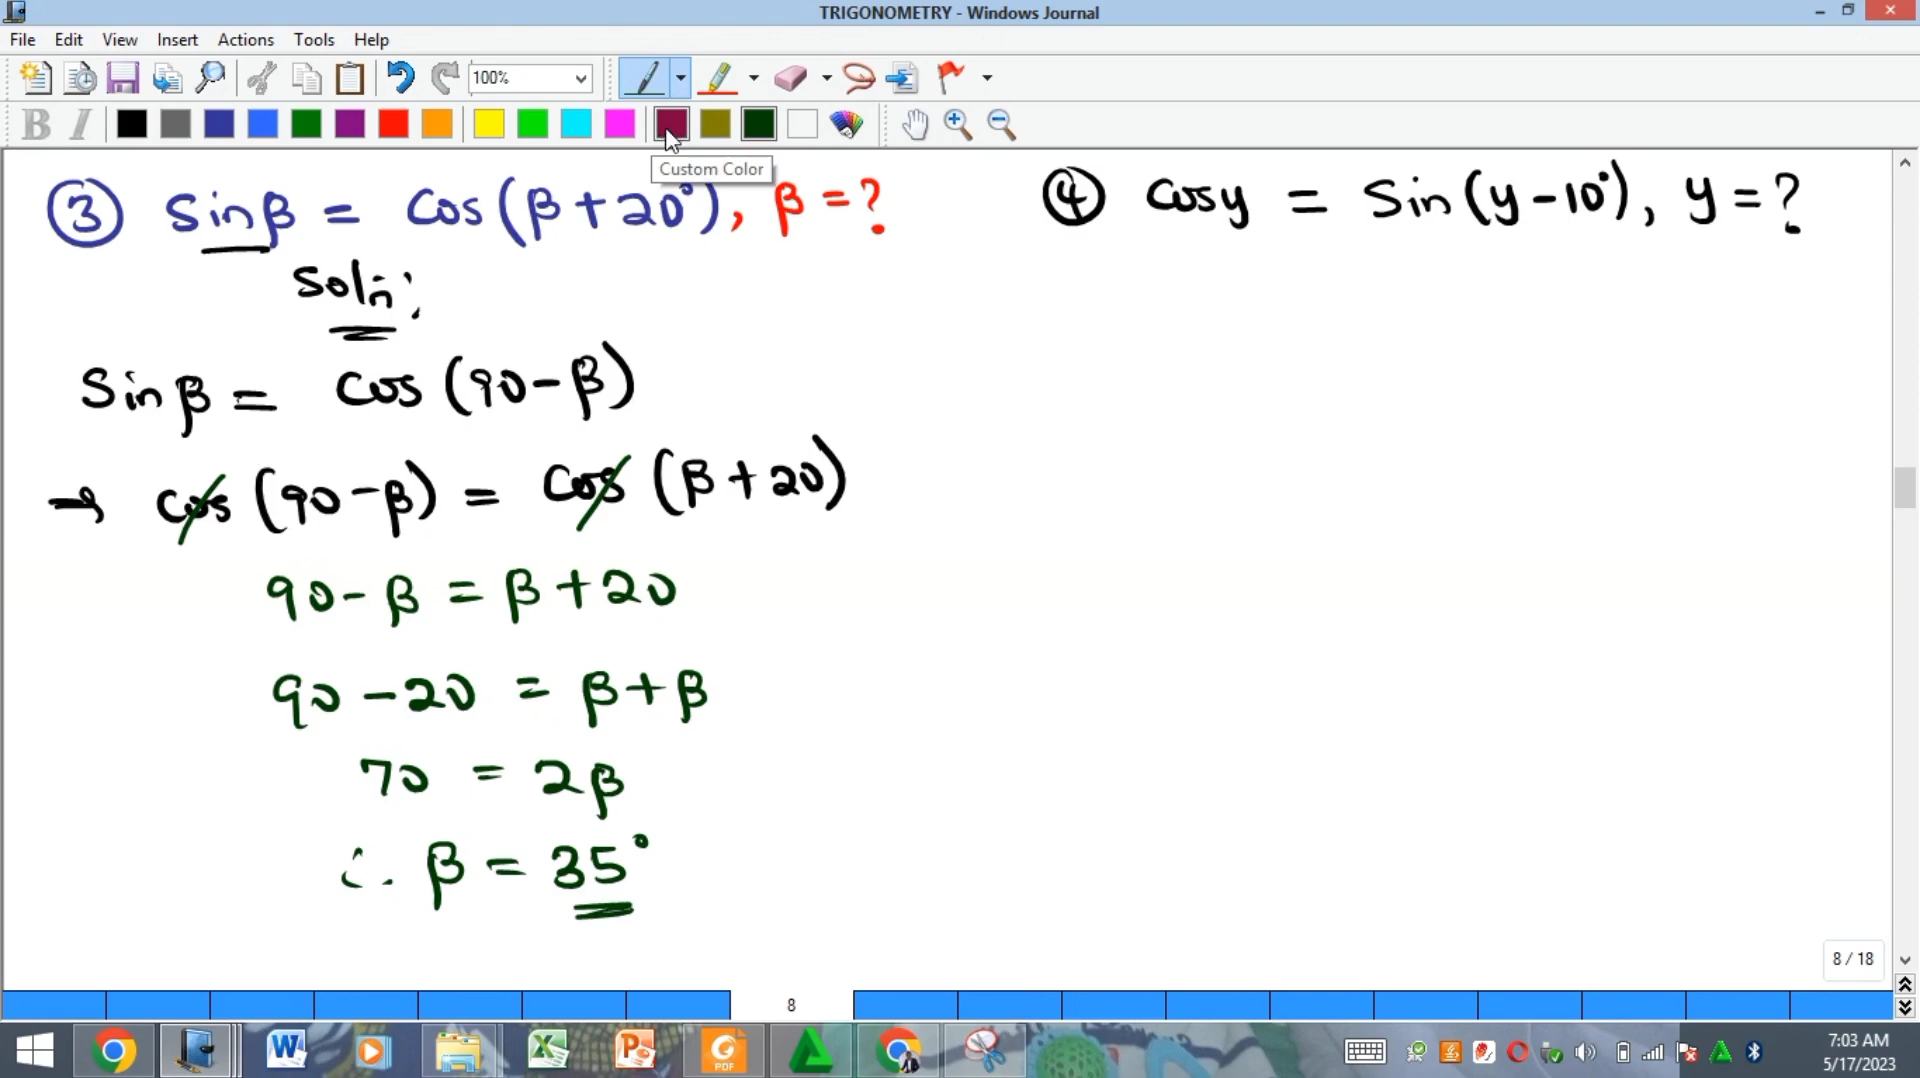 TRIGONOMETRY - Windows Journal
File Edit View Insert Actions Tools Help
100%
B I
Custom Color
③ Sinβ = Cos(β+20°), β=?
Soln:
Sinβ = Cos(90-β)
→ Cos(90-β) = Cos(β+20)
90-β = β+20
90-20 = β+β
70 = 2β
∴ β = 35°
④ Cosy = Sin(y-10°), y=?
8 / 18
8
PDF
7:03 AM
5/17/2023